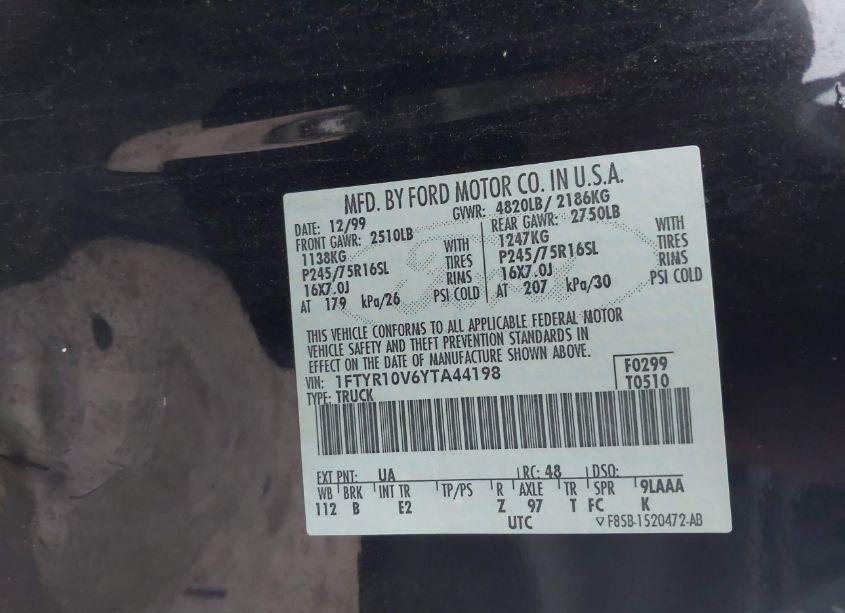 MFD. BY FORD MOTOR CO. IN U.S.A.
DATE: 12/99 GVWR: 4820LB/ 2186KG
FRONT GAWR: 2510LB REAR GAWR: 2750LB
1138KG WITH 1247KG WITH
P245/75R16SL TIRES P245/75R16SL TIRES
16X7.0J RIMS 16X7.0J RIMS
AT 179 kPa/26 PSI COLD AT 207 kPa/30 PSI COLD
THIS VEHICLE CONFORMS TO ALL APPLICABLE FEDERAL MOTOR
VEHICLE SAFETY AND THEFT PREVENTION STANDARDS IN
EFFECT ON THE DATE OF MANUFACTURE SHOWN ABOVE.
VIN: 1FTYR10V6YTA44198 F0299
TYPE: TRUCK T0510
EXT PNT: UA RC: 48 DSO:
WB BRK INT TR TP/PS R AXLE TR SPR 9LAAA
112 B E2 Z 97 T FC K
UTC ▽F85B-1520472-AB